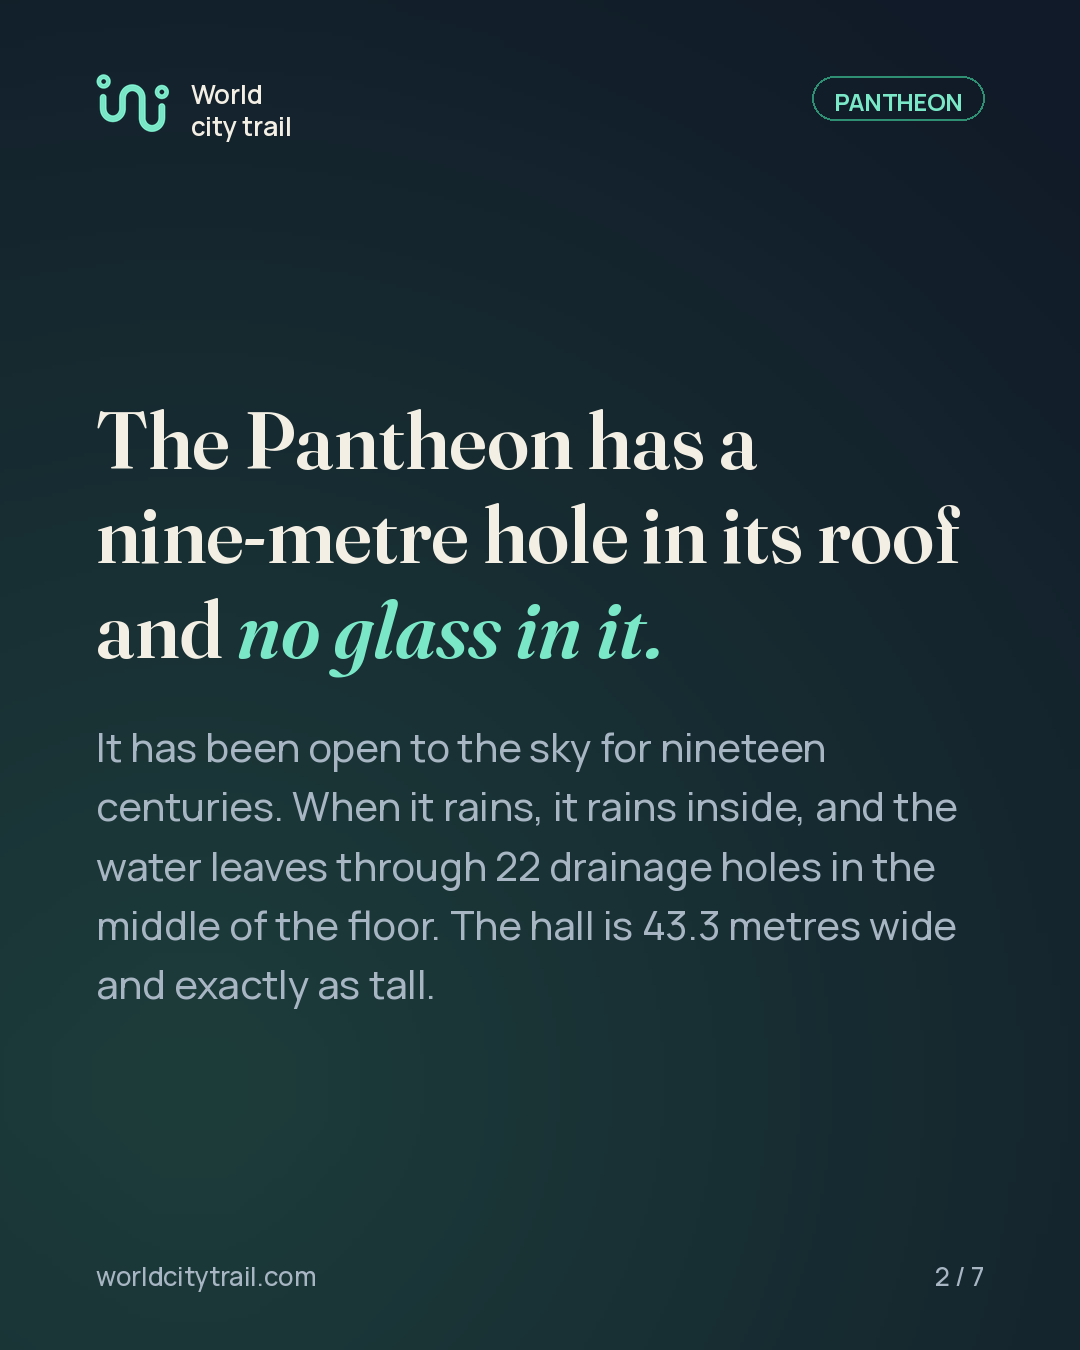 World
city trail
PANTHEON
The Pantheon has a
nine-metre hole in its roof
and no glass in it.
It has been open to the sky for nineteen
centuries. When it rains, it rains inside, and the
water leaves through 22 drainage holes in the
middle of the floor. The hall is 43.3 metres wide
and exactly as tall.
worldcitytrail.com
2 / 7